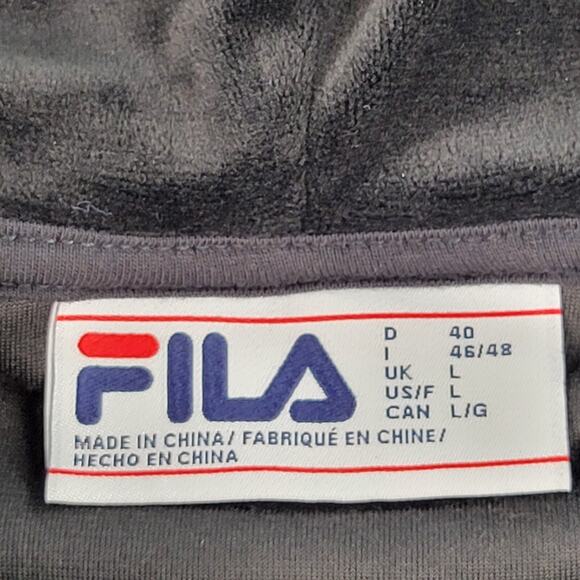 FILA
D 40
I 46/48
UK L
US/F L
CAN L/G
MADE IN CHINA/ FABRIQUÉ EN CHINE/
HECHO EN CHINA